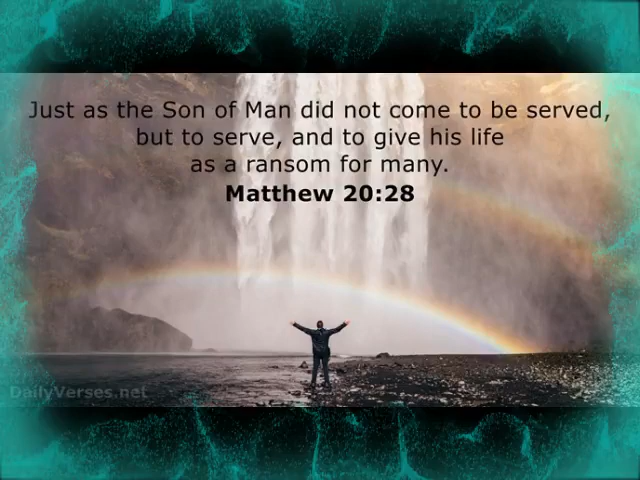 Just as the Son of Man did not come to be served,
but to serve, and to give his life
as a ransom for many.
Matthew 20:28
DailyVerses.net